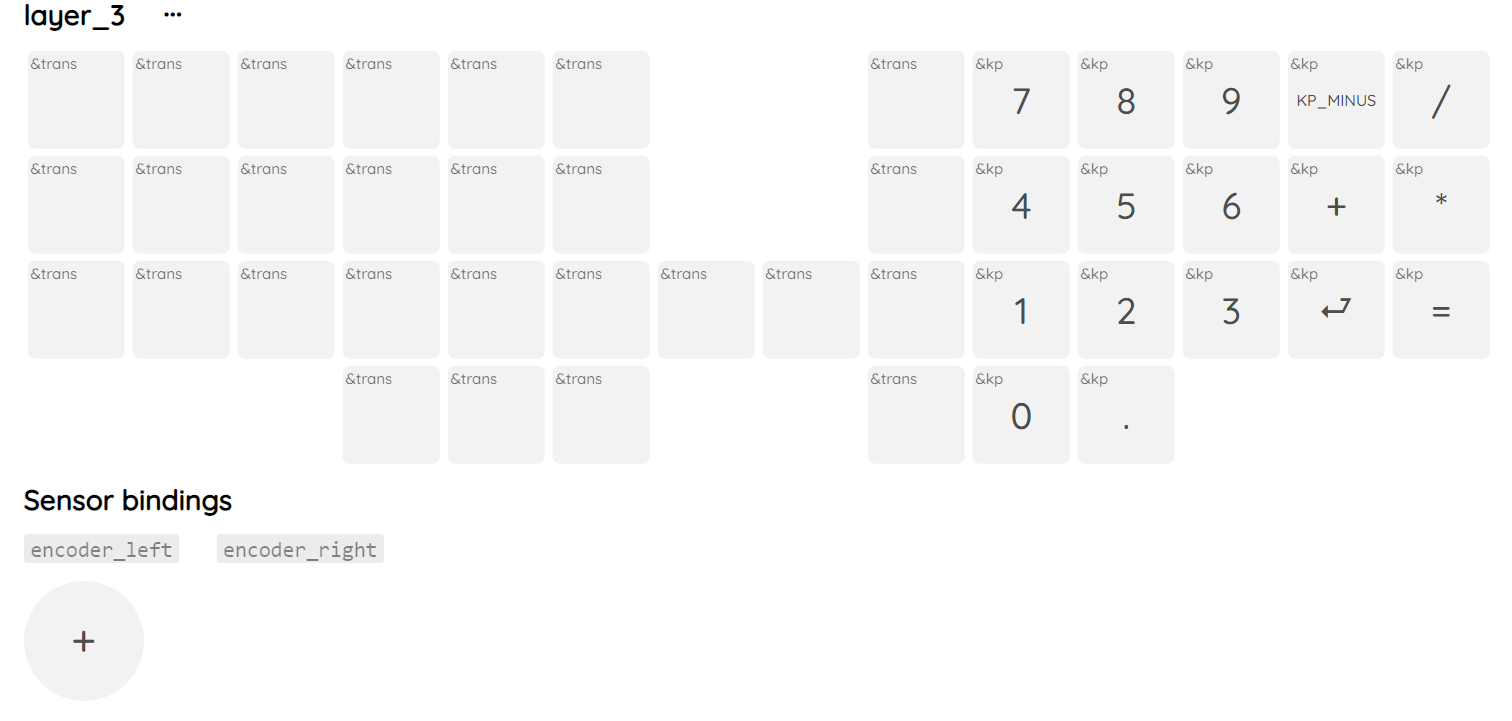 layer_3 ···
&trans &trans &trans &trans &trans &trans &trans &kp &kp &kp &kp &kp
7 8 9 KP_MINUS /
&trans &trans &trans &trans &trans &trans &trans &kp &kp &kp &kp &kp
4 5 6 + *
&trans &trans &trans &trans &trans &trans &trans &trans &trans &kp &kp &kp &kp &kp
1 2 3 ⮐ =
&trans &trans &trans &trans &kp &kp
0 .
Sensor bindings
encoder_left encoder_right
+